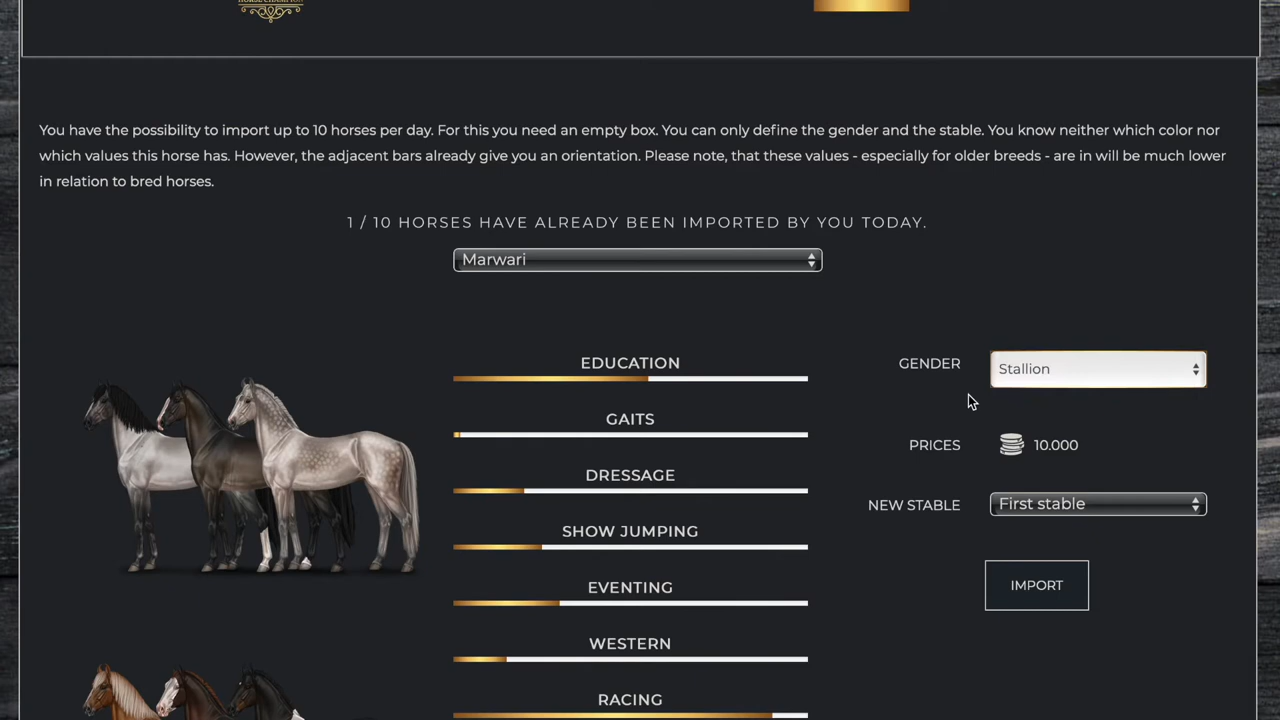 HORSE CHAMPION
You have the possibility to import up to 10 horses per day. For this you need an empty box. You can only define the gender and the stable. You know neither which color nor
which values this horse has. However, the adjacent bars already give you an orientation. Please note, that these values - especially for older breeds - are in will be much lower
in relation to bred horses.
1 / 10 HORSES HAVE ALREADY BEEN IMPORTED BY YOU TODAY.
Marwari
EDUCATION
GENDER
Stallion
GAITS
PRICES
10.000
DRESSAGE
NEW STABLE
First stable
SHOW JUMPING
EVENTING
IMPORT
WESTERN
RACING